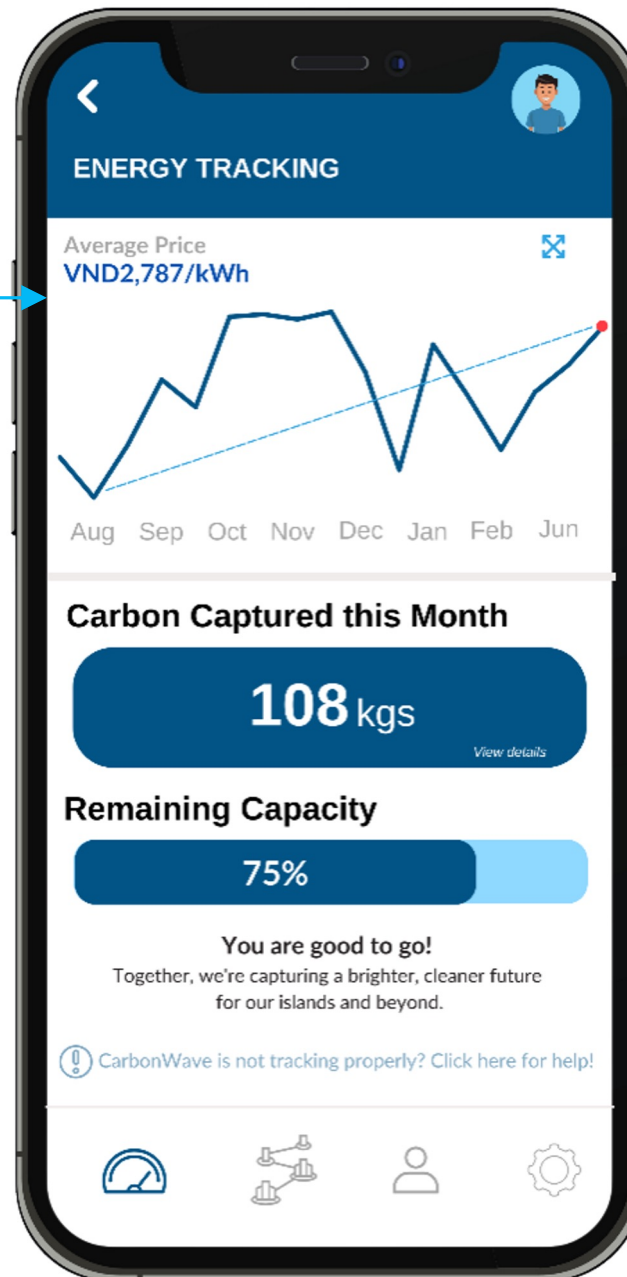 ENERGY TRACKING
Average Price
VND2,787/kWh
Aug Sep Oct Nov Dec Jan Feb Jun
Carbon Captured this Month
108 kgs
View details
Remaining Capacity
75%
You are good to go!
Together, we're capturing a brighter, cleaner future
for our islands and beyond.
CarbonWave is not tracking properly? Click here for help!